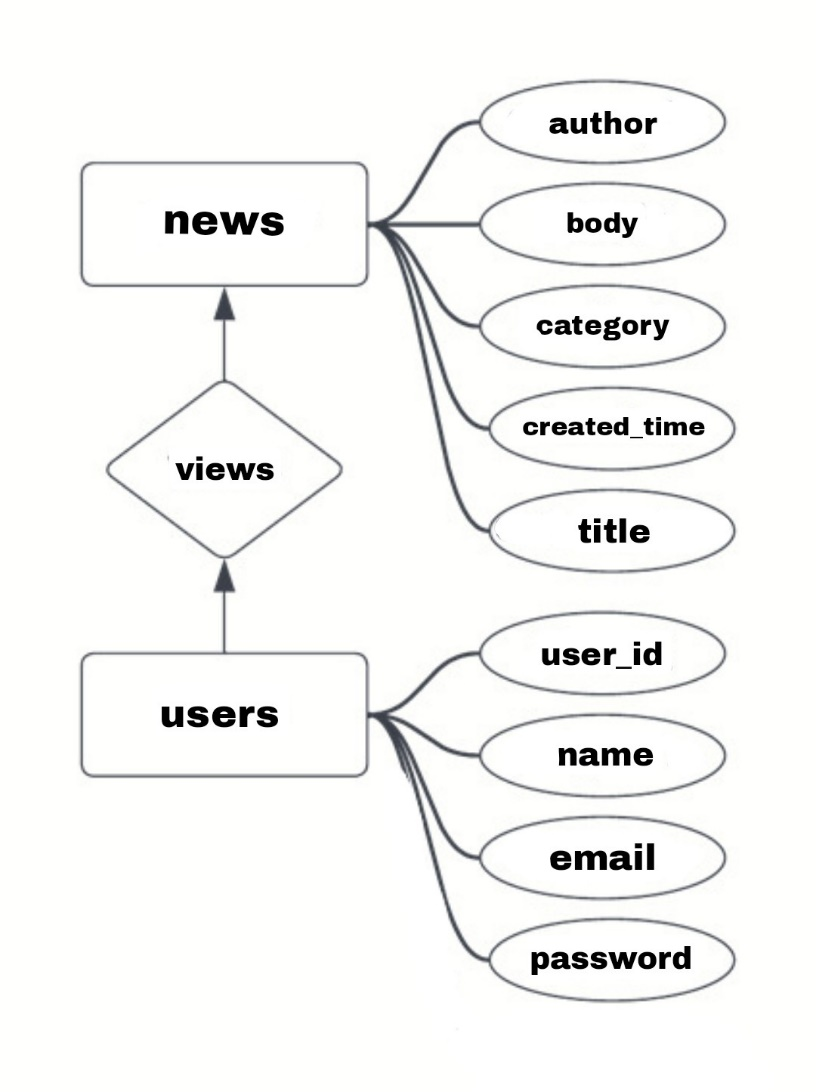 news
author
body
category
created_time
title
views
users
user_id
name
email
password